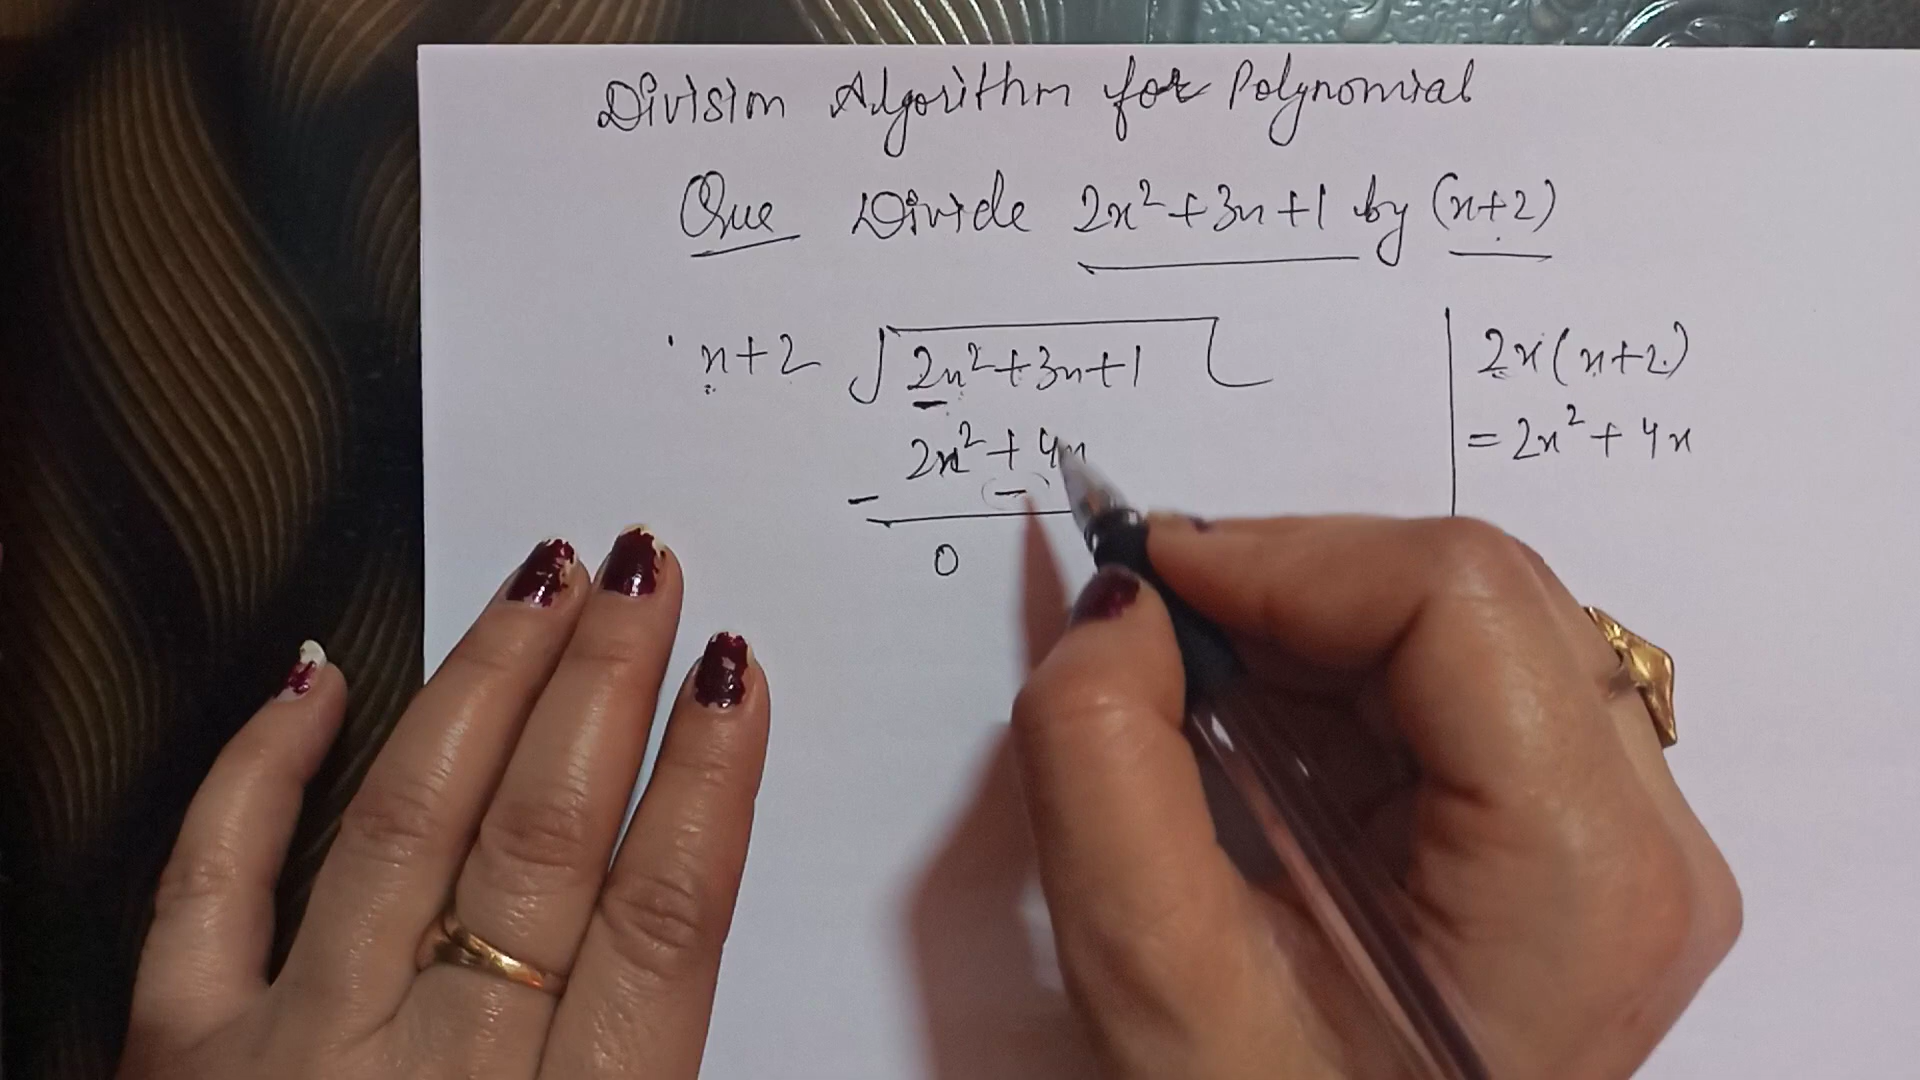 Division Algorithm for Polynomial
Que Divide 2x²+3x+1 by (x+2)
x+2 2x²+3x+1
2x(x+2)
2x²+4x
= 2x²+4x
- -
0